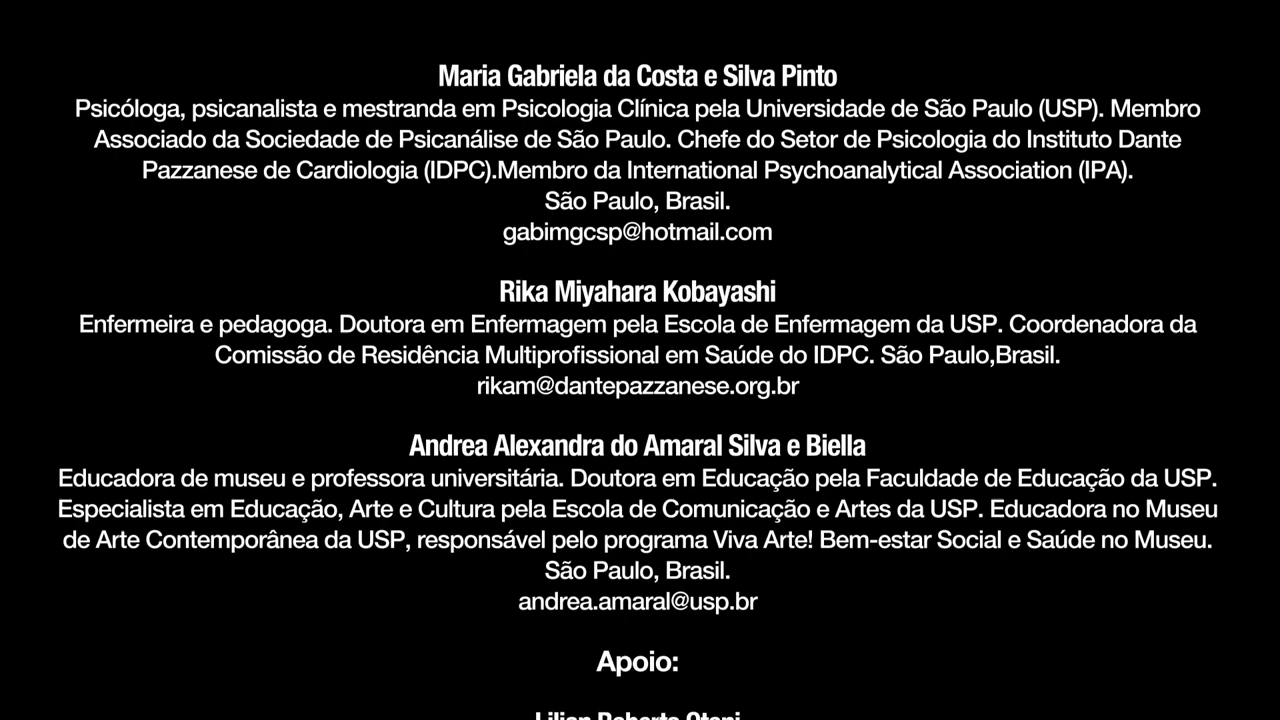 Maria Gabriela da Costa e Silva Pinto
Psicóloga, psicanalista e mestranda em Psicologia Clínica pela Universidade de São Paulo (USP). Membro
Associado da Sociedade de Psicanálise de São Paulo. Chefe do Setor de Psicologia do Instituto Dante
Pazzanese de Cardiologia (IDPC).Membro da International Psychoanalytical Association (IPA).
São Paulo, Brasil.
gabimgcsp@hotmail.com
Rika Miyahara Kobayashi
Enfermeira e pedagoga. Doutora em Enfermagem pela Escola de Enfermagem da USP. Coordenadora da
Comissão de Residência Multiprofissional em Saúde do IDPC. São Paulo,Brasil.
rikam@dantepazzanese.org.br
Andrea Alexandra do Amaral Silva e Biella
Educadora de museu e professora universitária. Doutora em Educação pela Faculdade de Educação da USP.
Especialista em Educação, Arte e Cultura pela Escola de Comunicação e Artes da USP. Educadora no Museu
de Arte Contemporânea da USP, responsável pelo programa Viva Arte! Bem-estar Social e Saúde no Museu.
São Paulo, Brasil.
andrea.amaral@usp.br
Apoio:
Lilian Roberta Otani